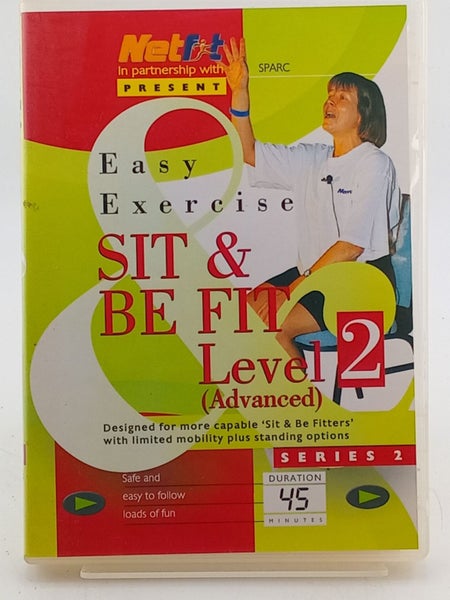 Netfit
in partnership with SPARC
PRESENT
Easy
Exercise
SIT &
BE FIT
Level 2
(Advanced)
Designed for more capable 'Sit & Be Fitters'
with limited mobility plus standing options
SERIES 2
Safe and
easy to follow
loads of fun
DURATION
45
MINUTES